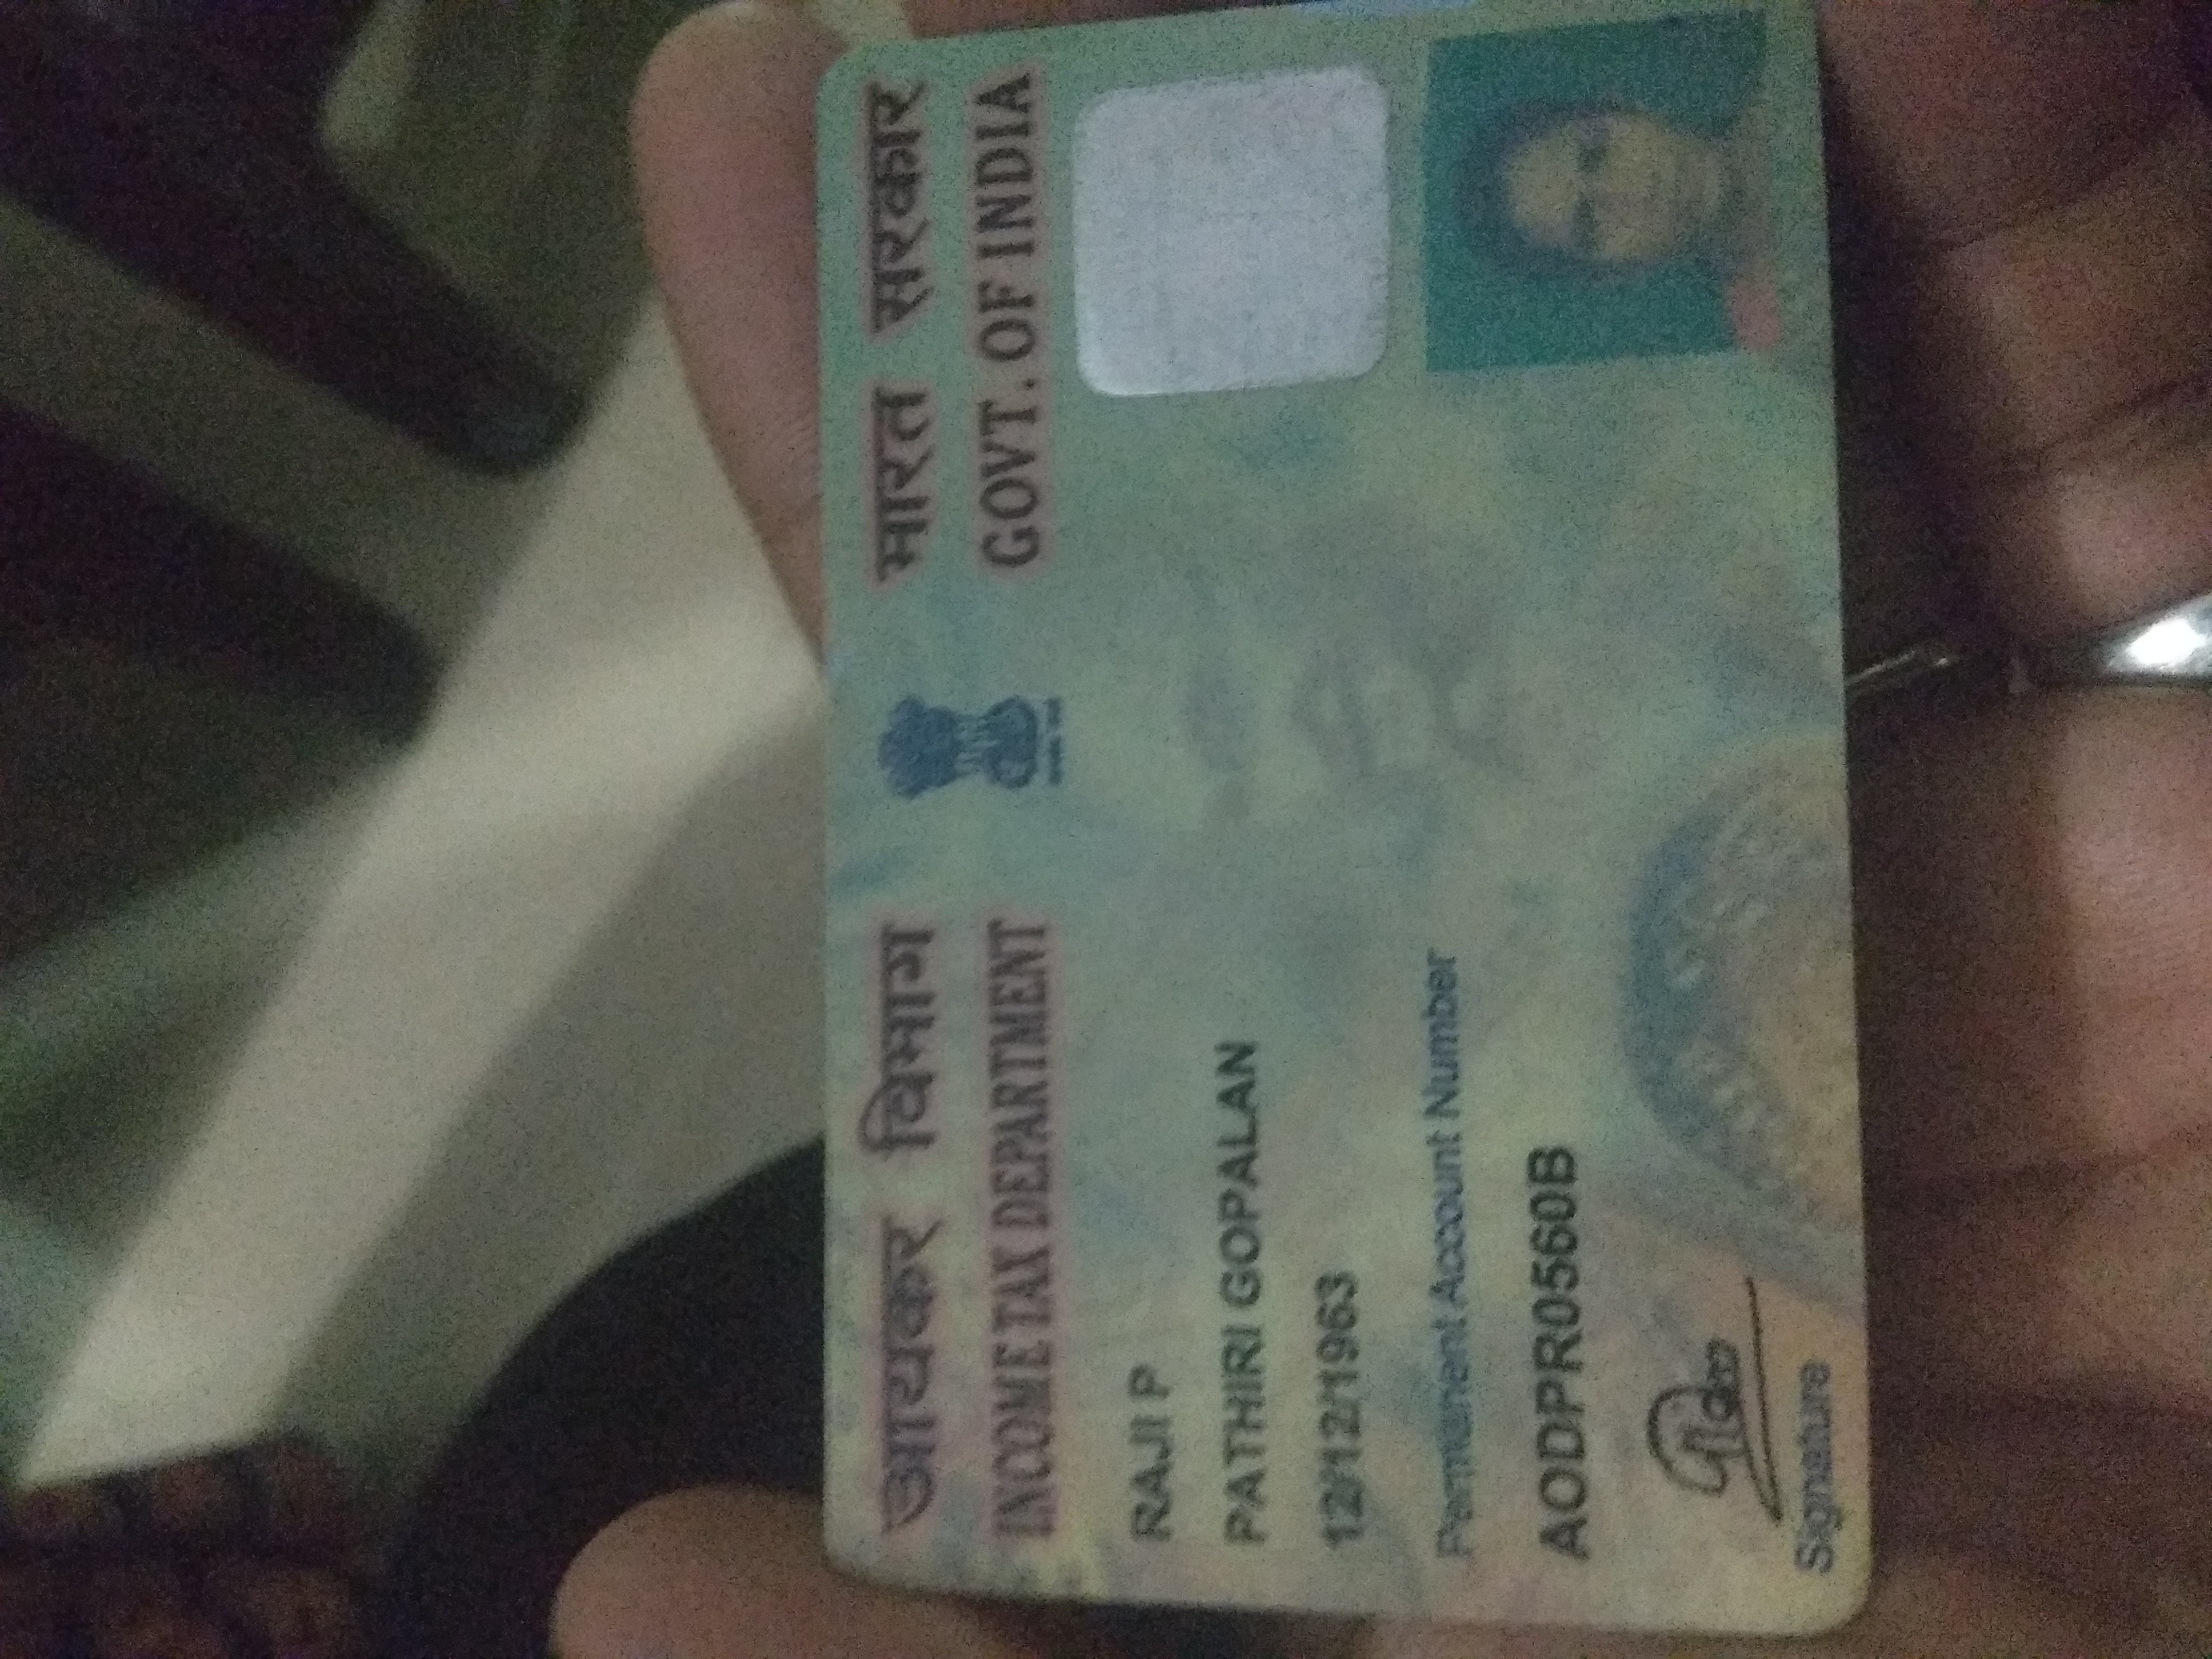 आयकर विभाग
INCOME TAX DEPARTMENT
भारत सरकार
GOVT. OF INDIA
RAJI P
PATHIRI GOPALAN
12/12/1963
Permanent Account Number
AODPR0560B
Signature